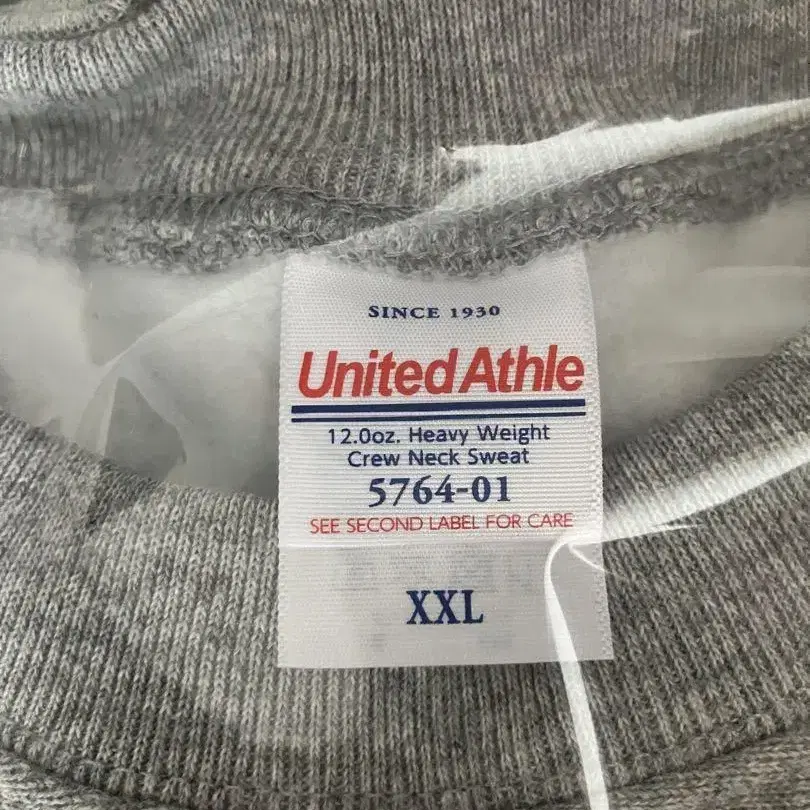 SINCE 1930
United Athle
12.0oz. Heavy Weight
Crew Neck Sweat
5764-01
SEE SECOND LABEL FOR CARE
XXL